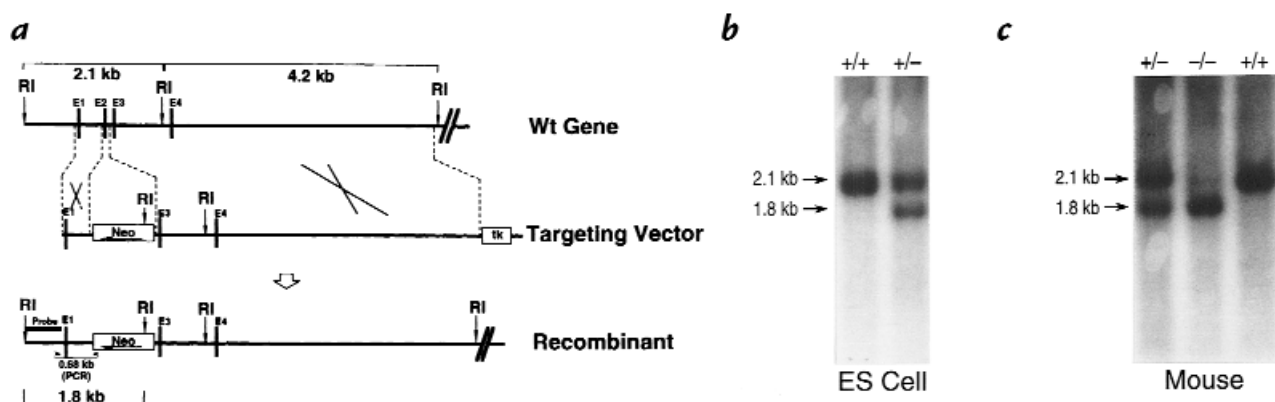 a
2.1 kb
4.2 kb
RI
RI
RI
E1
E2
E3
E4
Wt Gene
RI
RI
E1
Neo
E3
E4
tk
Targeting Vector
RI
RI
RI
RI
Probe
E1
Neo
E3
E4
Recombinant
0.68 kb
(PCR)
1.8 kb
b
+/+
+/−
2.1 kb
1.8 kb
ES Cell
c
+/−
−/−
+/+
2.1 kb
1.8 kb
Mouse